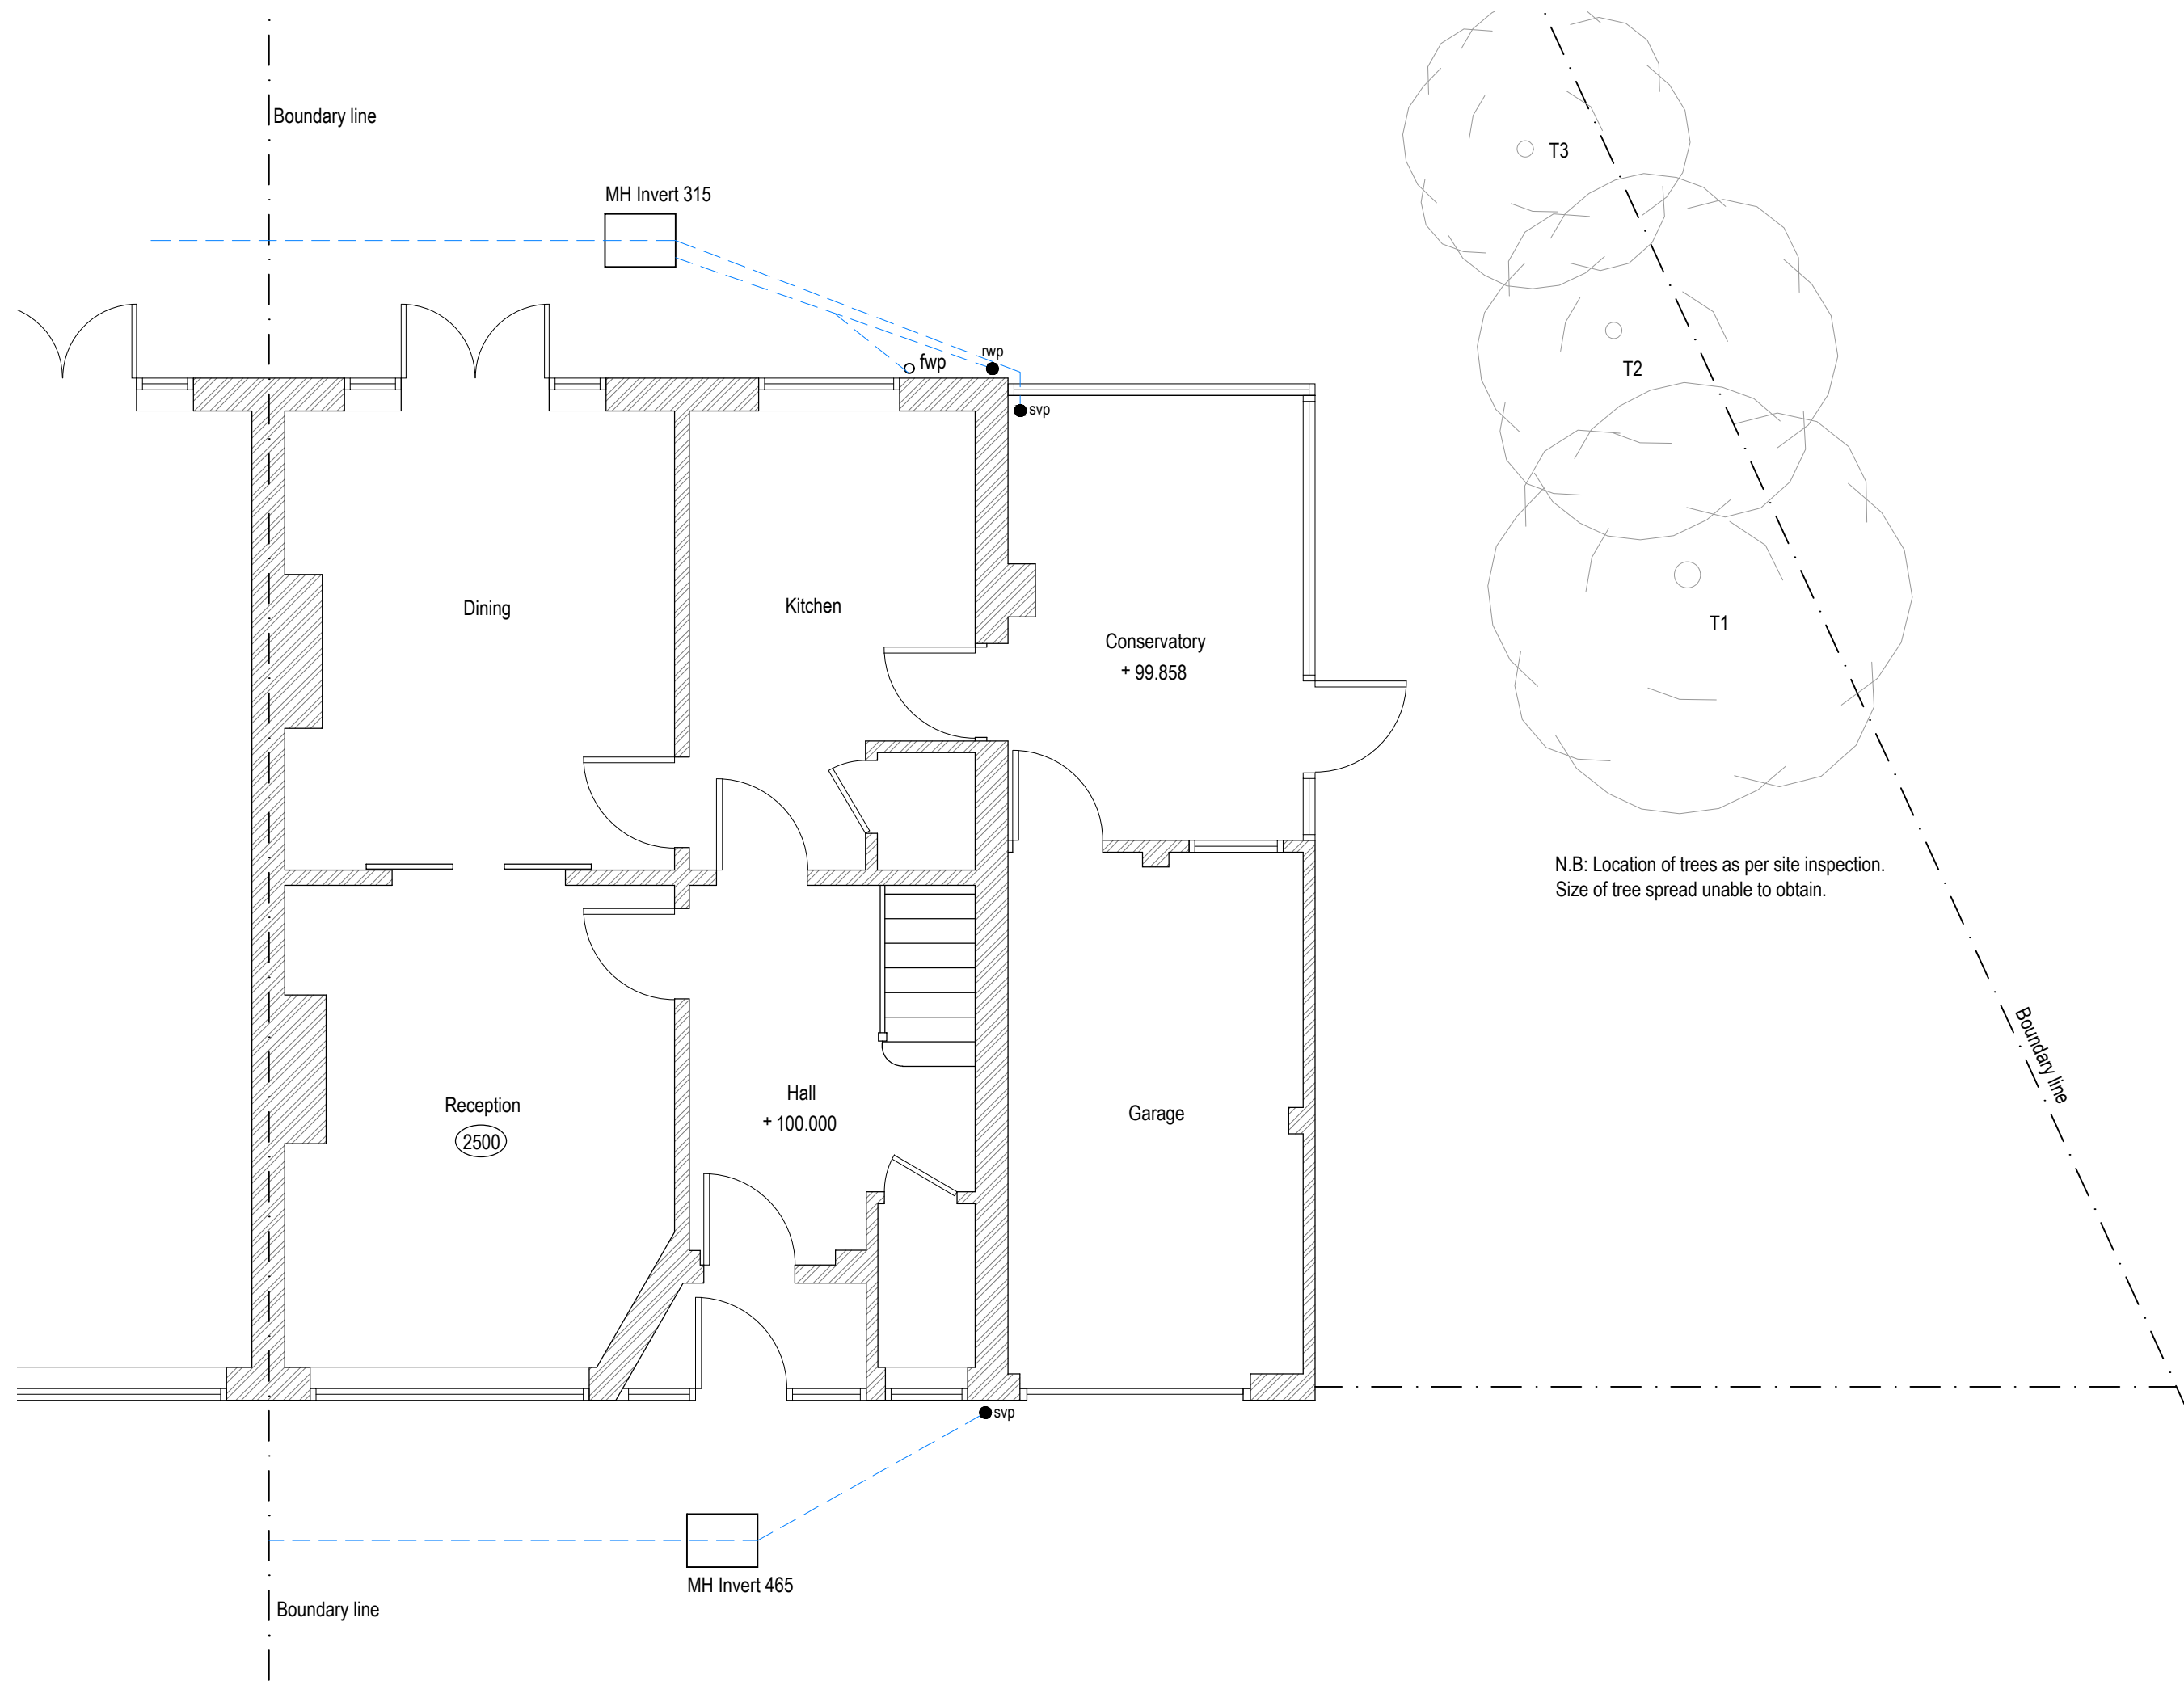 Boundary line
T3
MH Invert 315
fwp
rwp
svp
T2
Dining
Kitchen
Conservatory
+ 99.858
T1
N.B: Location of trees as per site inspection.
Size of tree spread unable to obtain.
Boundary line
Reception
2500
Hall
+ 100.000
Garage
svp
MH Invert 465
Boundary line